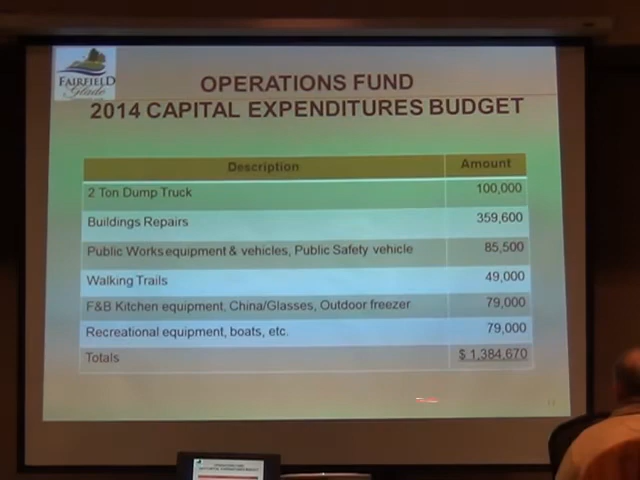 FAIRFIELD
Glade
OPERATIONS FUND
2014 CAPITAL EXPENDITURES BUDGET
Description Amount
2 Ton Dump Truck 100,000
Buildings Repairs 359,600
Public Works equipment & vehicles, Public Safety vehicle 85,500
Walking Trails 49,000
F&B Kitchen equipment, China/Glasses, Outdoor freezer 79,000
Recreational equipment, boats, etc. 79,000
Totals $ 1,384,670